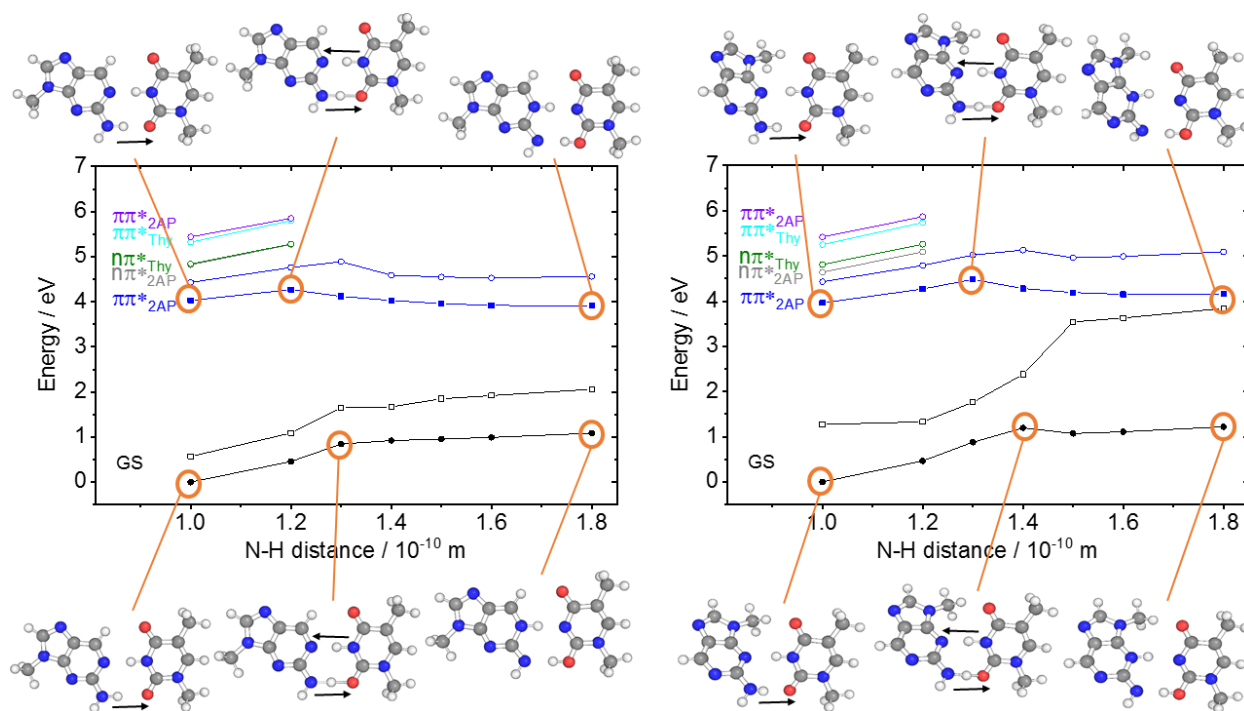 7
6
5
4
3
2
1
0
Energy / eV
ππ*2AP
ππ*Thy
nπ*Thy
nπ*2AP
ππ*2AP
GS
1.0 1.2 1.4 1.6 1.8
N-H distance / 10-10 m
7
6
5
4
3
2
1
0
Energy / eV
ππ*2AP
ππ*Thy
nπ*Thy
nπ*2AP
ππ*2AP
GS
1.0 1.2 1.4 1.6 1.8
N-H distance / 10-10 m